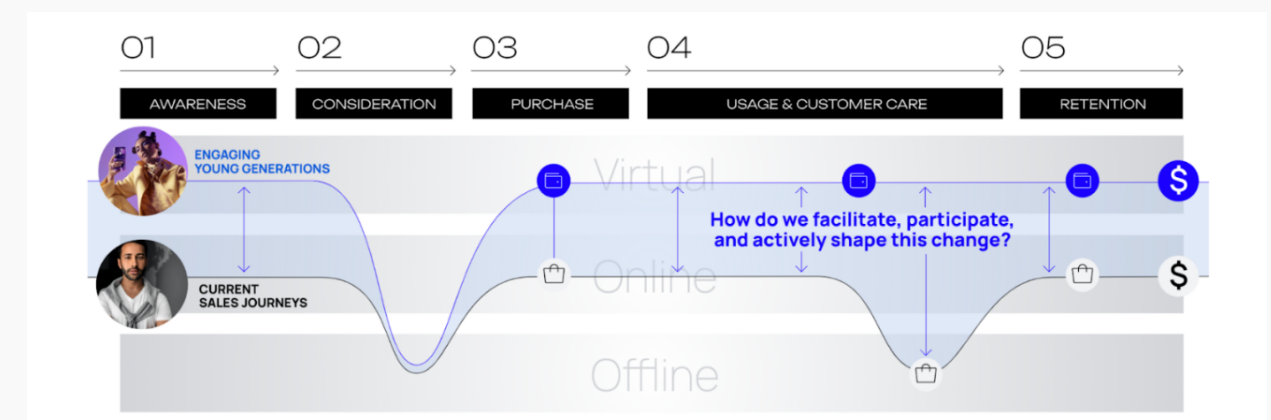 01
02
03
04
05
AWARENESS
CONSIDERATION
PURCHASE
USAGE & CUSTOMER CARE
RETENTION
ENGAGING
YOUNG GENERATIONS
Virtual
$
How do we facilitate, participate,
and actively shape this change?
Online
CURRENT
SALES JOURNEYS
$
Offline